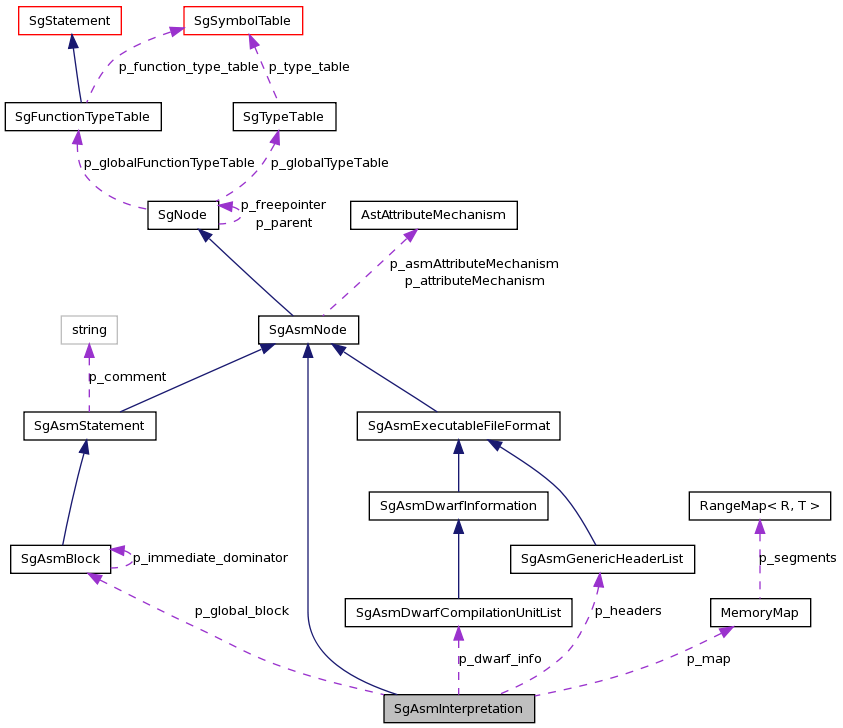 SgStatement
SgSymbolTable
p_function_type_table
p_type_table
SgFunctionTypeTable
SgTypeTable
p_globalFunctionTypeTable
p_globalTypeTable
SgNode
p_freepointer
p_parent
AstAttributeMechanism
p_asmAttributeMechanism
p_attributeMechanism
string
SgAsmNode
p_comment
SgAsmStatement
SgAsmExecutableFileFormat
SgAsmDwarfInformation
RangeMap< R, T >
SgAsmBlock
p_immediate_dominator
SgAsmGenericHeaderList
p_segments
p_global_block
SgAsmDwarfCompilationUnitList
p_headers
MemoryMap
p_dwarf_info
p_map
SgAsmInterpretation